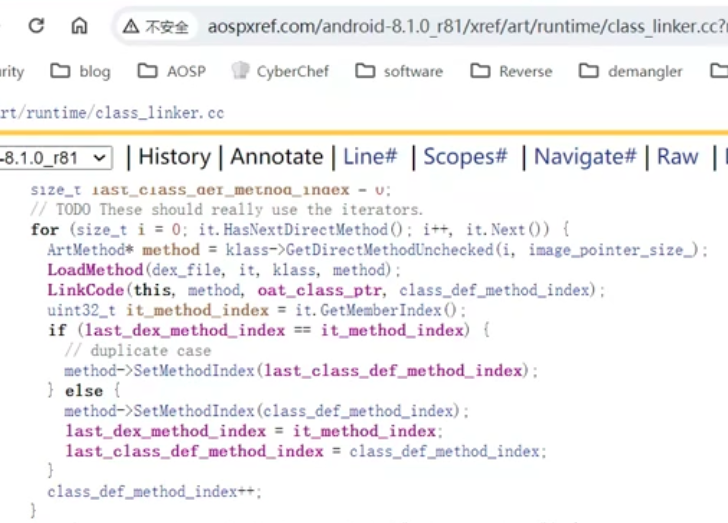 不安全 aospxref.com/android-8.1.0_r81/xref/art/runtime/class_linker.cc?
blog AOSP CyberChef software Reverse demangler
rt/runtime/class_linker.cc
-8.1.0_r81 | History | Annotate | Line# | Scopes# | Navigate# | Raw |
size_t last_class_def_method_index = 0;
// TODO These should really use the iterators.
for (size_t i = 0; it.HasNextDirectMethod(); i++, it.Next()) {
ArtMethod* method = klass->GetDirectMethodUnchecked(i, image_pointer_size_);
LoadMethod(dex_file, it, klass, method);
LinkCode(this, method, oat_class_ptr, class_def_method_index);
uint32_t it_method_index = it.GetMemberIndex();
if (last_dex_method_index == it_method_index) {
// duplicate case
method->SetMethodIndex(last_class_def_method_index);
} else {
method->SetMethodIndex(class_def_method_index);
last_dex_method_index = it_method_index;
last_class_def_method_index = class_def_method_index;
}
class_def_method_index++;
}